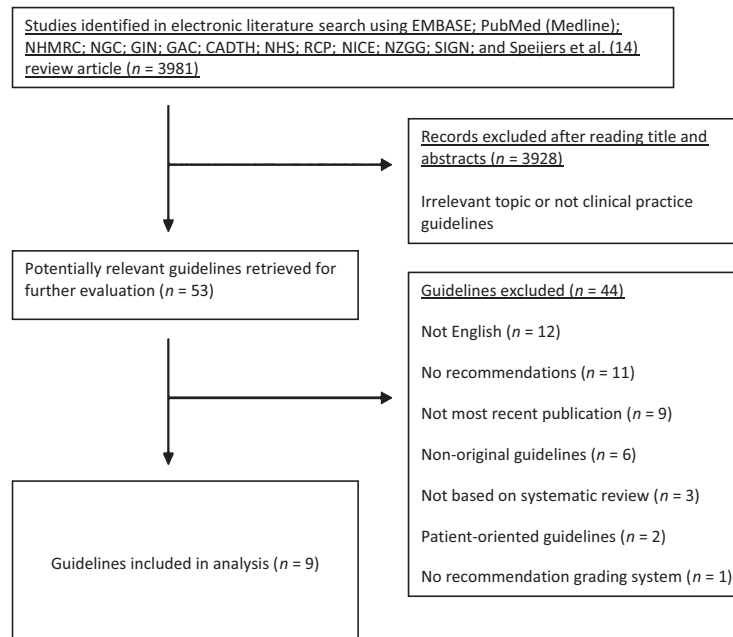 Studies identified in electronic literature search using EMBASE; PubMed (Medline);
NHMRC; NGC; GIN; GAC; CADTH; NHS; RCP; NICE; NZGG; SIGN; and Speijers et al. (14)
review article (n = 3981)
Records excluded after reading title and
abstracts (n = 3928)
Irrelevant topic or not clinical practice
guidelines
Potentially relevant guidelines retrieved for
further evaluation (n = 53)
Guidelines excluded (n = 44)
Not English (n = 12)
No recommendations (n = 11)
Not most recent publication (n = 9)
Non-original guidelines (n = 6)
Not based on systematic review (n = 3)
Patient-oriented guidelines (n = 2)
No recommendation grading system (n = 1)
Guidelines included in analysis (n = 9)